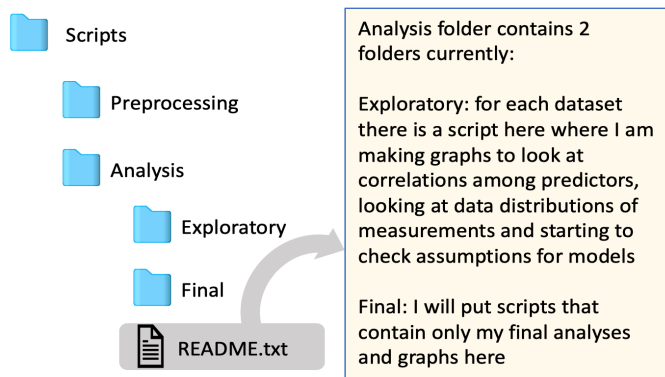 Scripts
Preprocessing
Analysis
Exploratory
Final
README.txt
Analysis folder contains 2
folders currently:
Exploratory: for each dataset
there is a script here where I am
making graphs to look at
correlations among predictors,
looking at data distributions of
measurements and starting to
check assumptions for models
Final: I will put scripts that
contain only my final analyses
and graphs here